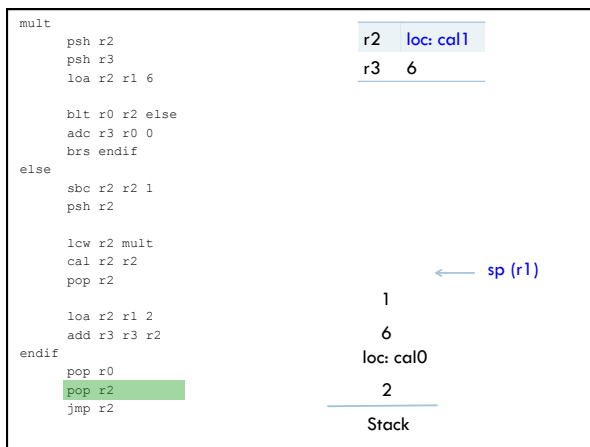 mult
psh r2
psh r3
loa r2 r1 6
blt r0 r2 else
adc r3 r0 0
brs endif
else
sbc r2 r2 1
psh r2
lcw r2 mult
cal r2 r2
pop r2
loa r2 r1 2
add r3 r3 r2
endif
pop r0
pop r2
jmp r2
r2 loc: cal1
r3 6
sp (r1)
1
6
loc: cal0
2
Stack